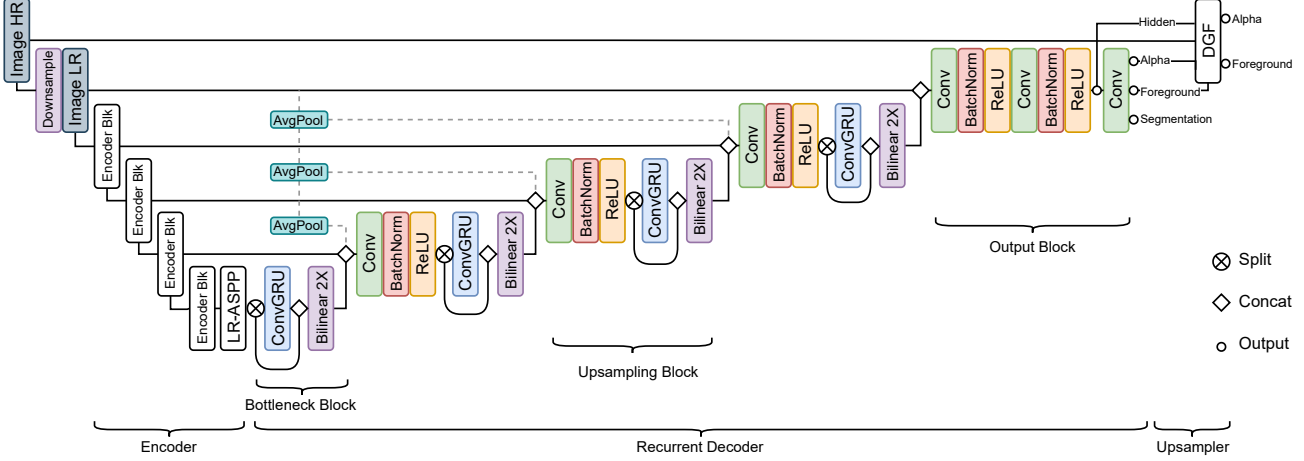 Image HR
Downsample
Image LR
Encoder Blk
Encoder Blk
Encoder Blk
Encoder Blk
LR-ASPP
ConvGRU
Bilinear 2X
AvgPool
AvgPool
AvgPool
Conv
BatchNorm
ReLU
ConvGRU
Bilinear 2X
Conv
BatchNorm
ReLU
ConvGRU
Bilinear 2X
Conv
BatchNorm
ReLU
ConvGRU
Bilinear 2X
Conv
BatchNorm
ReLU
Conv
BatchNorm
ReLU
Conv
Hidden
Alpha
Foreground
Segmentation
DGF
Alpha
Foreground
Output Block
Split
Concat
Output
Upsampling Block
Bottleneck Block
Encoder
Recurrent Decoder
Upsampler